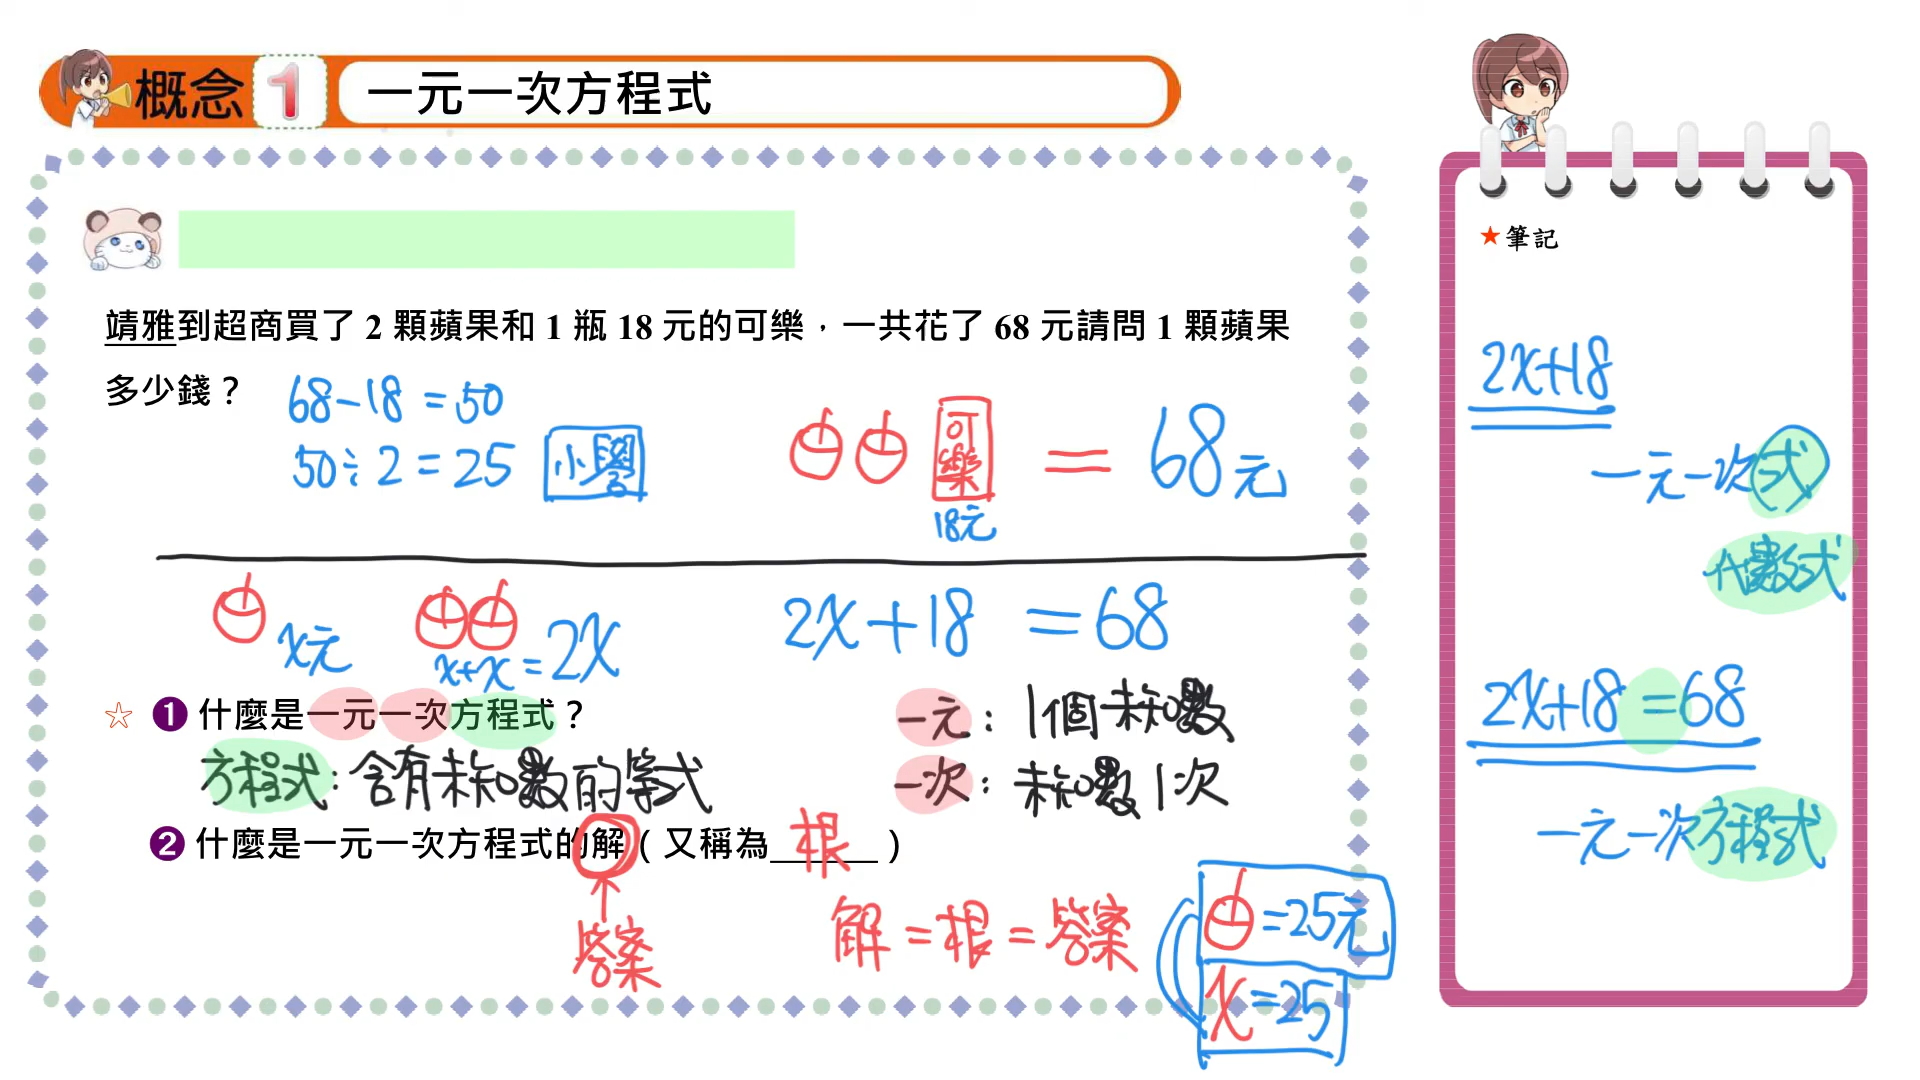 概念 1 一元一次方程式
靖雅到超商買了 2 顆蘋果和 1 瓶 18 元的可樂，一共花了 68 元請問 1 顆蘋果
多少錢？
68-18=50
50÷2=25 小學
可樂 = 68元
18元
x元 x+x=2x 2x+18 =68
☆ ❶ 什麼是一元一次方程式？
一元：1個未知數
方程式：含有未知數的等式
一次：未知數1次
❷ 什麼是一元一次方程式的解（又稱為 根 ）
答案
解=根=答案
=25元
x=25
★筆記
2x+18
一元一次式
代數式
2x+18=68
一元一次方程式